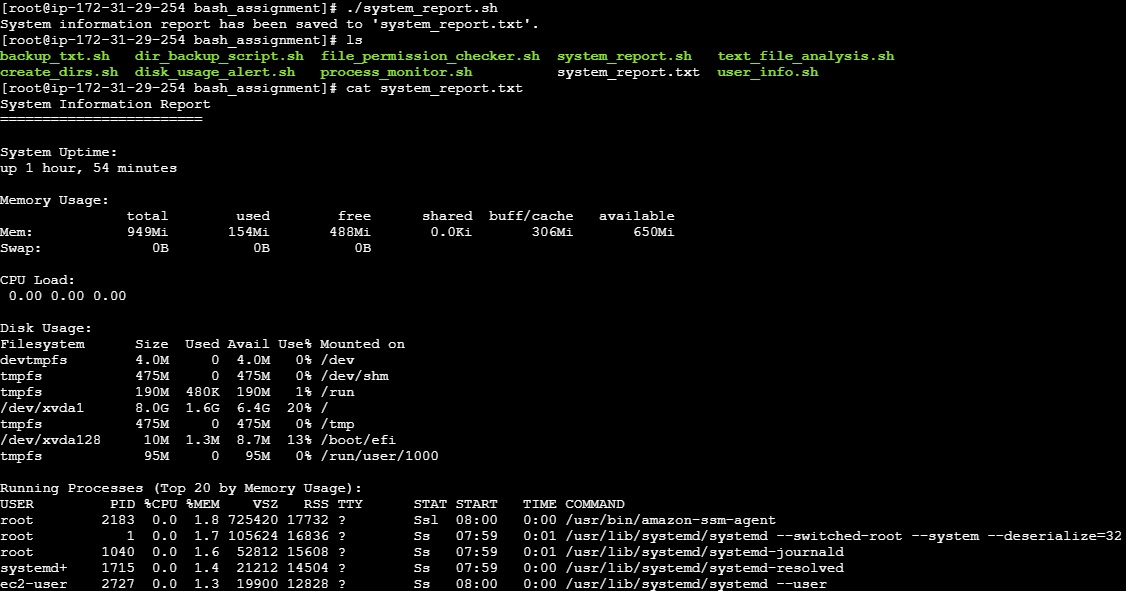 [root@ip-172-31-29-254 bash_assignment]# ./system_report.sh
System information report has been saved to 'system_report.txt'.
[root@ip-172-31-29-254 bash_assignment]# ls
backup_txt.sh   dir_backup_script.sh  file_permission_checker.sh  system_report.sh   text_file_analysis.sh
create_dirs.sh  disk_usage_alert.sh   process_monitor.sh          system_report.txt  user_info.sh
[root@ip-172-31-29-254 bash_assignment]# cat system_report.txt
System Information Report
========================
System Uptime:
up 1 hour, 54 minutes
Memory Usage:
               total        used        free      shared  buff/cache   available
Mem:           949Mi       154Mi       488Mi       0.0Ki       306Mi       650Mi
Swap:             0B          0B          0B
CPU Load:
 0.00 0.00 0.00
Disk Usage:
Filesystem      Size  Used Avail Use% Mounted on
devtmpfs        4.0M     0  4.0M   0% /dev
tmpfs           475M     0  475M   0% /dev/shm
tmpfs           190M  480K  190M   1% /run
/dev/xvda1      8.0G  1.6G  6.4G  20% /
tmpfs           475M     0  475M   0% /tmp
/dev/xvda128     10M  1.3M  8.7M  13% /boot/efi
tmpfs            95M     0   95M   0% /run/user/1000
Running Processes (Top 20 by Memory Usage):
USER         PID %CPU %MEM    VSZ   RSS TTY      STAT START   TIME COMMAND
root        2183  0.0  1.8 725420 17732 ?        Ssl  08:00   0:00 /usr/bin/amazon-ssm-agent
root           1  0.0  1.7 105624 16836 ?        Ss   07:59   0:01 /usr/lib/systemd/systemd --switched-root --system --deserialize=32
root        1040  0.0  1.6  52812 15608 ?        Ss   07:59   0:01 /usr/lib/systemd/systemd-journald
systemd+    1715  0.0  1.4  21212 14504 ?        Ss   07:59   0:00 /usr/lib/systemd/systemd-resolved
ec2-user    2727  0.0  1.3  19900 12828 ?        Ss   08:00   0:00 /usr/lib/systemd/systemd --user